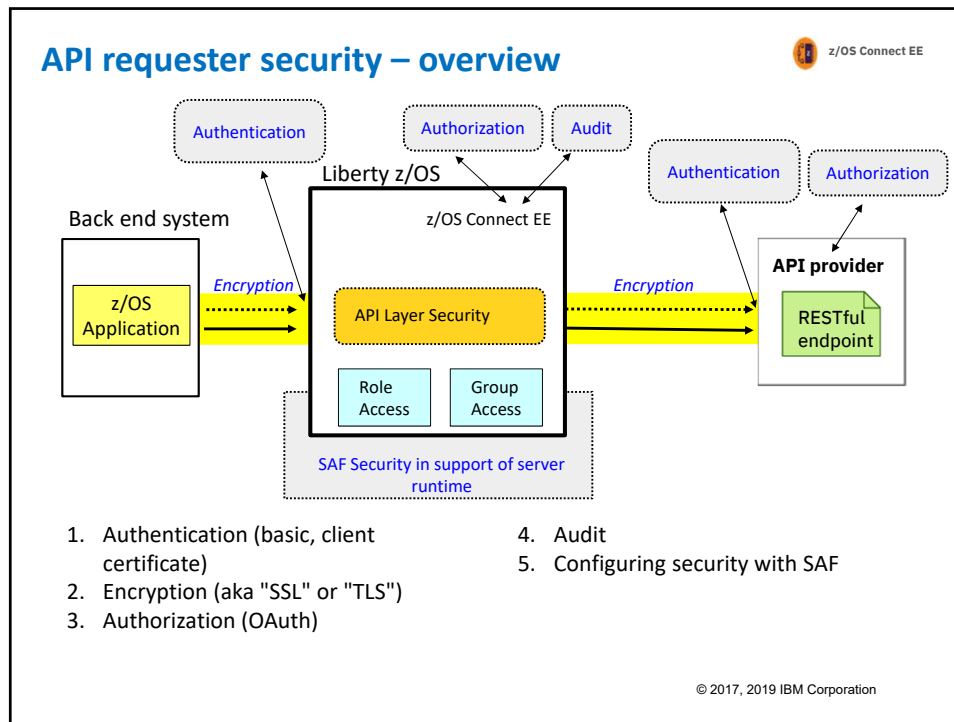 API requester security – overview
z/OS Connect EE
Authentication
Authorization
Audit
Authentication
Authorization
Liberty z/OS
Back end system
z/OS Connect EE
API provider
Encryption
Encryption
z/OS
Application
API Layer Security
RESTful
endpoint
Role
Access
Group
Access
SAF Security in support of server
runtime
1. Authentication (basic, client
certificate)
2. Encryption (aka "SSL" or "TLS")
3. Authorization (OAuth)
4. Audit
5. Configuring security with SAF
© 2017, 2019 IBM Corporation